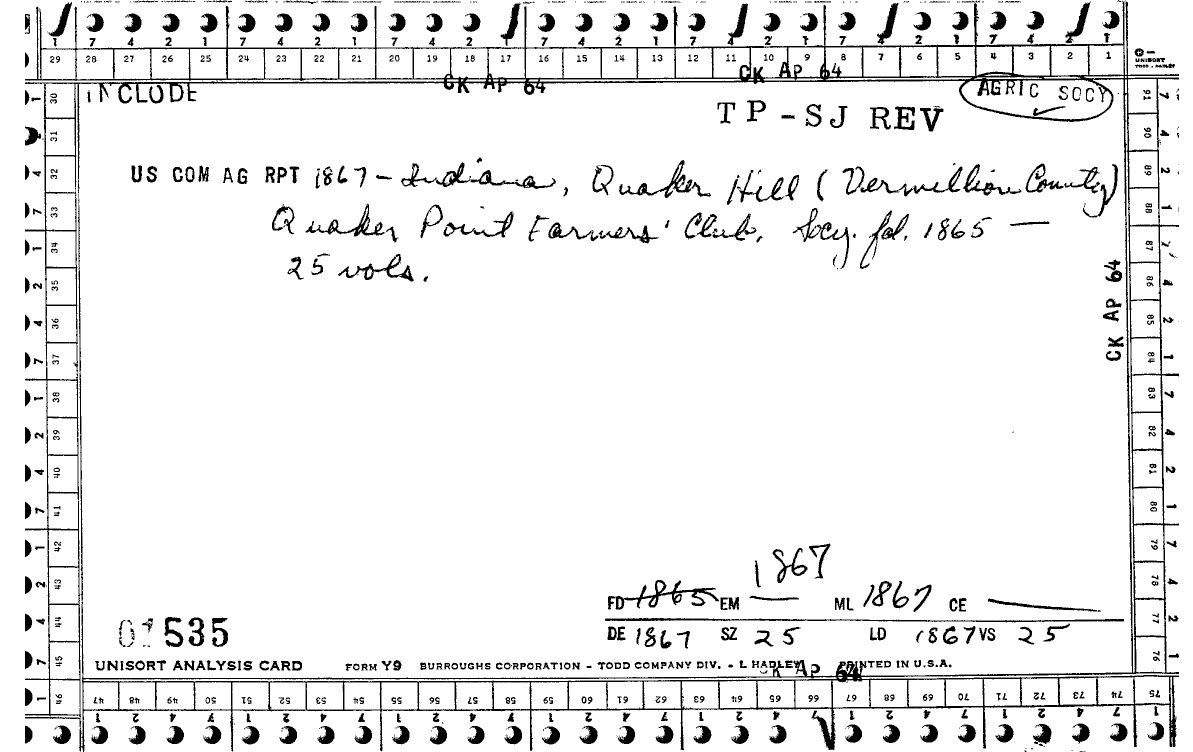 7 4 2 1 7 4 2 1 7 4 2 1 7 4 2 1 7 4 2 1 7 4 2 1 7 4 2 1
29 28 27 26 25 24 23 22 21 20 19 18 17 16 15 14 13 12 11 10 9 8 7 6 5 4 3 2 1
UNISORT
CK AP 64 CK AP 64
INCLODE AGRIC SOCY
TP-SJ REV
US COM AG RPT 1867 - Indiana, Quaker Hill (Vermillion County)
Quaker Point Farmers' Club. Socy. fd. 1865 —
25 vols.
CK AP 64
1867
FD 1865 EM — ML 1867 CE —
DE 1867 SZ 25 LD 1867 VS 25
01535
UNISORT ANALYSIS CARD FORM Y9 BURROUGHS CORPORATION - TODD COMPANY DIV. - L HADLEY PRINTED IN U.S.A.
CK AP 64
30 31 32 33 34 35 36 37 38 39 40 41 42 43 44 45 46
91 90 89 88 87 86 85 84 83 82 81 80 79 78 77 76 75
47 48 49 50 51 52 53 54 55 56 57 58 59 60 61 62 63 64 65 66 67 68 69 70 71 72 73 74